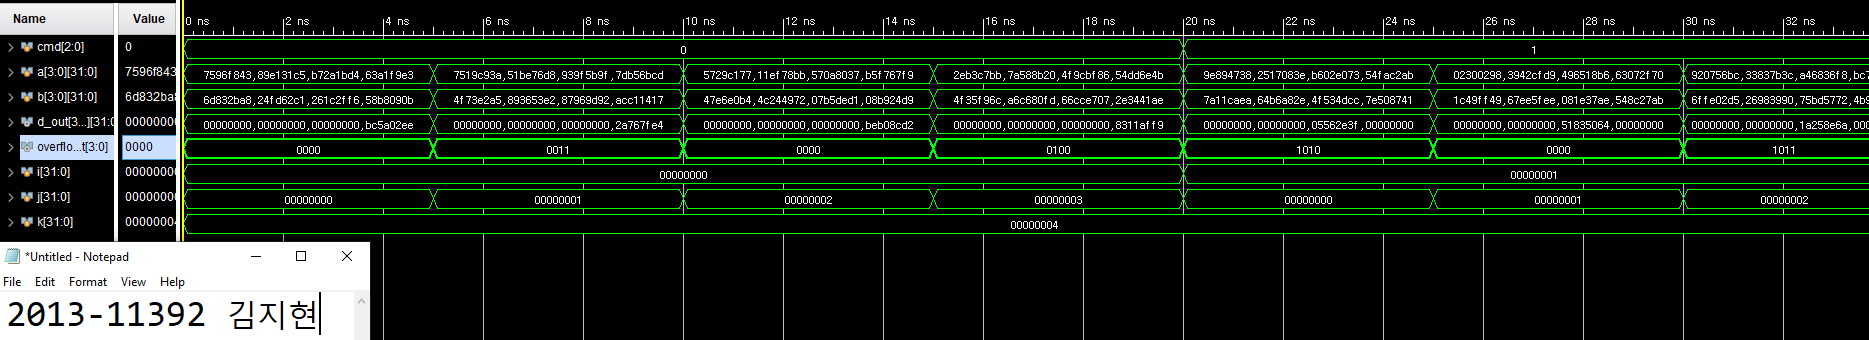 Name Value 0 ns 2 ns 4 ns 6 ns 8 ns 10 ns 12 ns 14 ns 16 ns 18 ns 20 ns 22 ns 24 ns 26 ns 28 ns 30 ns 32 ns
cmd[2:0] 0 0 1
a[3:0][31:0] 7596f843 7596f843,89e131c5,b72a1bd4,63a1f9e3 7519c93a,51be76d8,939f5b9f,7db56bcd 5729c177,11ef78bb,570a8037,b5f767f9 2eb3c7bb,7a588b20,4f9cbf86,54dd6e4b 9e894738,2517083e,b602e073,54fac2ab 02300298,3942cfd9,496518b6,63072f70 920756bc,33837b3c,a46836f8,bc7
b[3:0][31:0] 6d832ba8 6d832ba8,24fd62c1,261c2ff6,58b8090b 4f73e2a5,893653e2,87969d92,acc11417 47e6e0b4,4c244972,07b5ded1,08b924d9 4f35f96c,a6c680fd,66cce707,2e3441ae 7a11caea,64b6a82e,4f534dcc,7e508741 1c49ff49,67ee5fee,081e37ae,548c27ab 6ffe02d5,26983990,75bd5772,4b9
d_out[3...][31:0 00000000 00000000,00000000,00000000,bc5a02ee 00000000,00000000,00000000,2a767fe4 00000000,00000000,00000000,beb08cd2 00000000,00000000,00000000,8311aff9 00000000,00000000,05562e3f,00000000 00000000,00000000,51835064,00000000 00000000,00000000,1a258e6a,000
overflo...t[3:0] 0000 0000 0011 0000 0100 1010 0000 1011
i[31:0] 0000000 00000000 00000001
j[31:0] 0000000 00000000 00000001 00000002 00000003 00000000 00000001 00000002
k[31:0] 00000004 00000004
*Untitled - Notepad
File Edit Format View Help
2013-11392 김지현